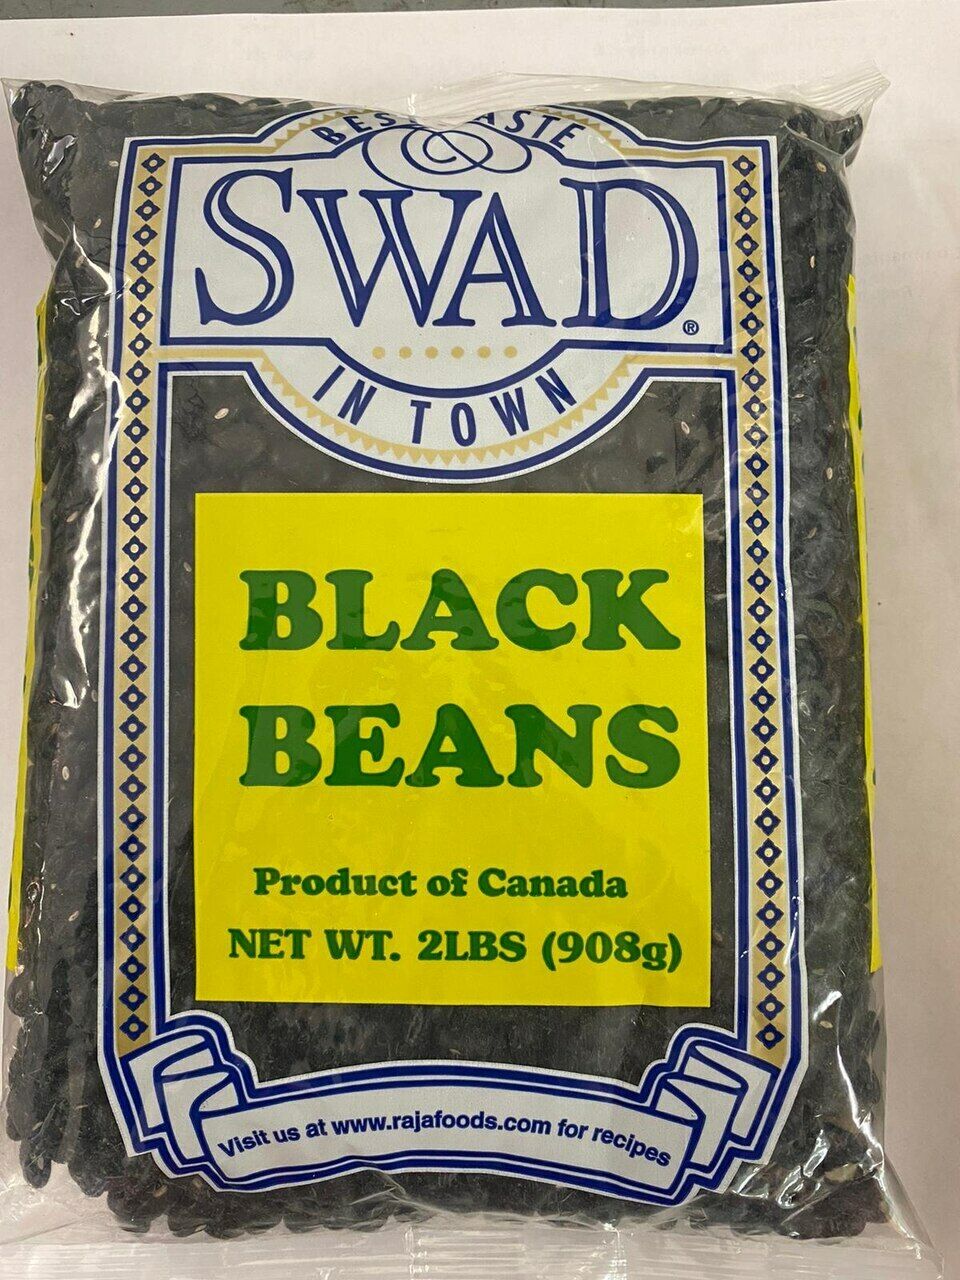 BEST TASTE
SWAD®
IN TOWN
BLACK
BEANS
Product of Canada
NET WT. 2LBS (908g)
Visit us at www.rajafoods.com for recipes